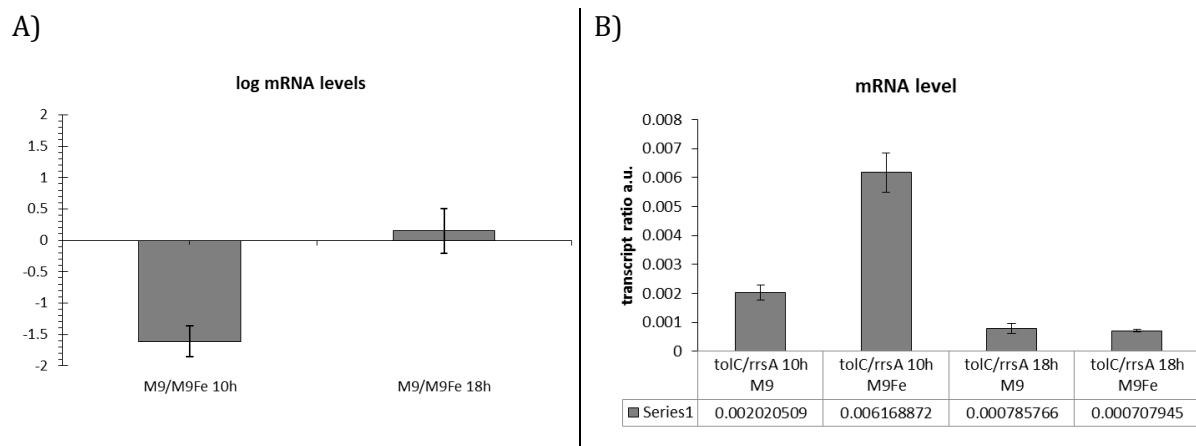 A)
log mRNA levels
2
1.5
1
0.5
0
-0.5
-1
-1.5
-2
M9/M9Fe 10h
M9/M9Fe 18h
B)
mRNA level
transcript ratio a.u.
0.008
0.007
0.006
0.005
0.004
0.003
0.002
0.001
0
tolC/rrsA 10h tolC/rrsA 10h tolC/rrsA 18h tolC/rrsA 18h
M9 M9Fe M9 M9Fe
Series1 0.002020509 0.006168872 0.000785766 0.000707945